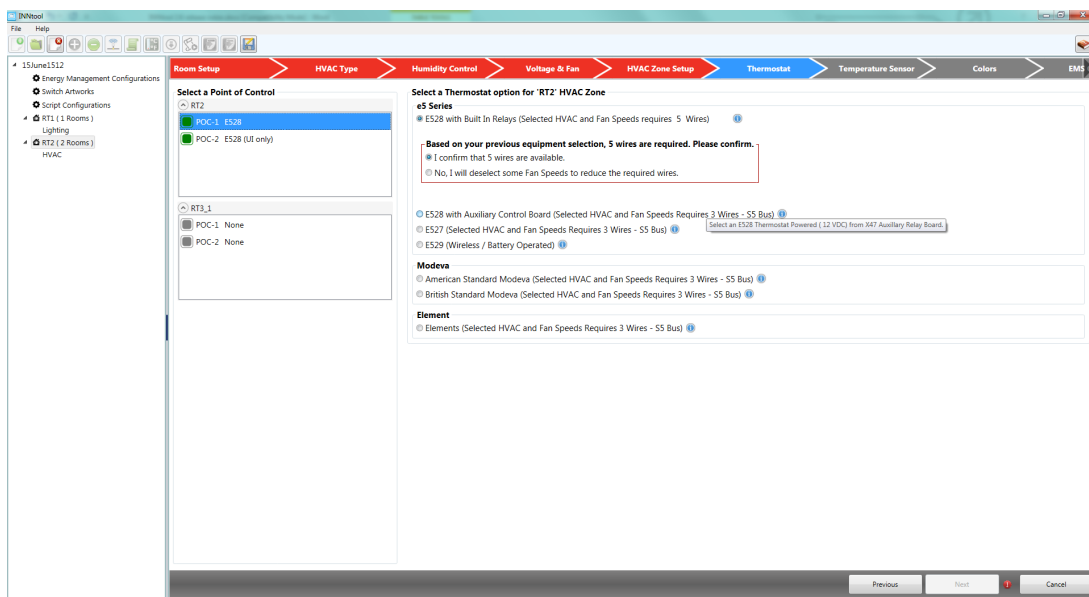 INNtool
File Help
15June1512
Energy Management Configurations
Switch Artworks
Script Configurations
RT1 ( 1 Rooms )
Lighting
RT2 ( 2 Rooms )
HVAC
Room Setup
HVAC Type
Humidity Control
Voltage & Fan
HVAC Zone Setup
Thermostat
Temperature Sensor
Colors
EMS
Select a Point of Control
RT2
POC-1 E528
POC-2 E528 (UI only)
RT3_1
POC-1 None
POC-2 None
Select a Thermostat option for 'RT2' HVAC Zone
e5 Series
E528 with Built In Relays (Selected HVAC and Fan Speeds requires 5 Wires)
Based on your previous equipment selection, 5 wires are required. Please confirm.
I confirm that 5 wires are available.
No, I will deselect some Fan Speeds to reduce the required wires.
E528 with Auxiliary Control Board (Selected HVAC and Fan Speeds Requires 3 Wires - S5 Bus)
Select an E528 Thermostat Powered ( 12 VDC) from X47 Auxillary Relay Board.
E527 (Selected HVAC and Fan Speeds Requires 3 Wires - S5 Bus)
E529 (Wireless / Battery Operated)
Modeva
American Standard Modeva (Selected HVAC and Fan Speeds Requires 3 Wires - S5 Bus)
British Standard Modeva (Selected HVAC and Fan Speeds Requires 3 Wires - S5 Bus)
Element
Elements (Selected HVAC and Fan Speeds Requires 3 Wires - S5 Bus)
Previous
Next
Cancel